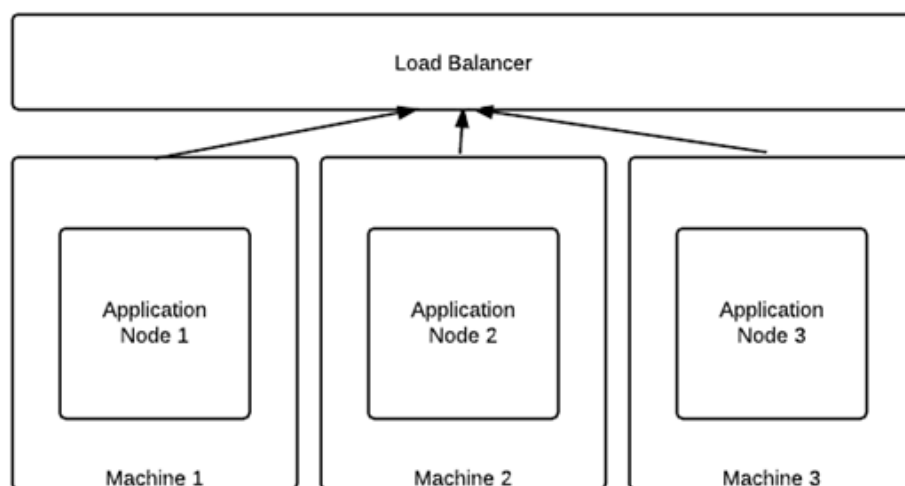 Load Balancer
Application
Node 1
Application
Node 2
Application
Node 3
Machine 1
Machine 2
Machine 3